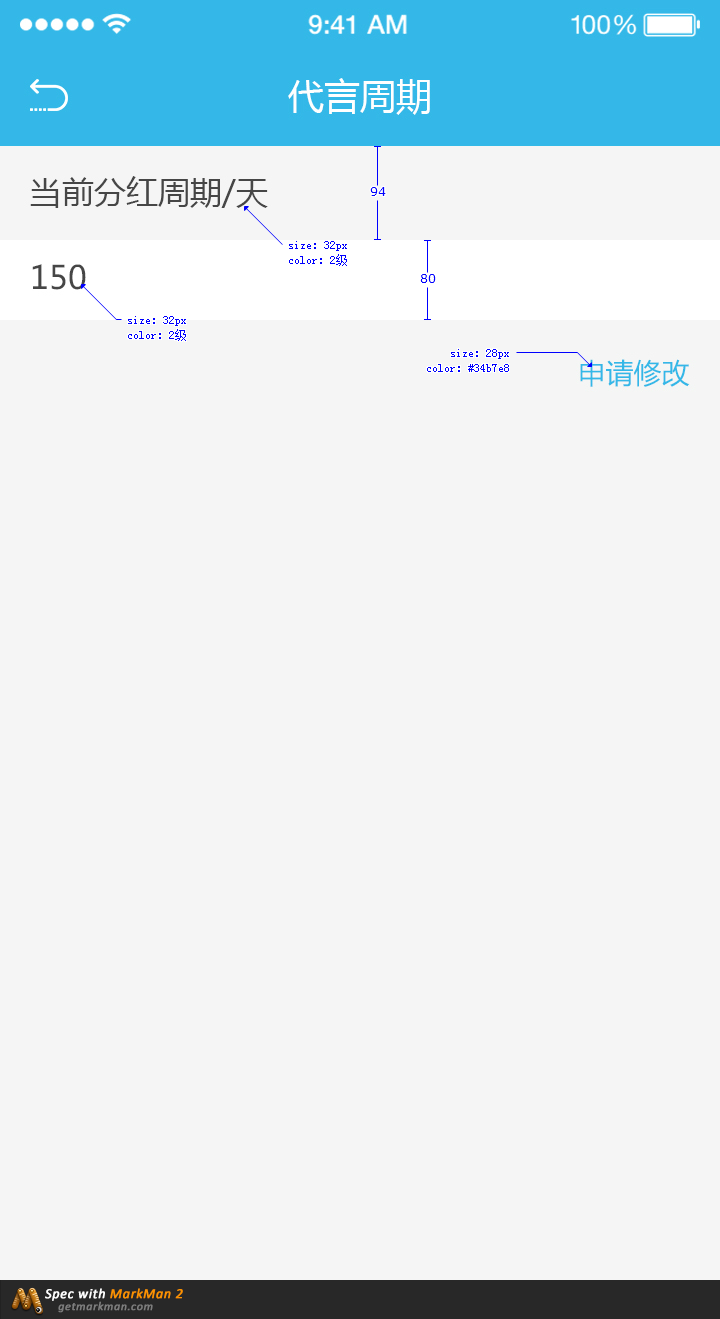 9:41 AM 100%
代言周期
当前分红周期/天
94
size: 32px
color: 2级
150
80
size: 32px
color: 2级
size: 28px
color: #34b7e8
申请修改
Spec with MarkMan 2
getmarkman.com